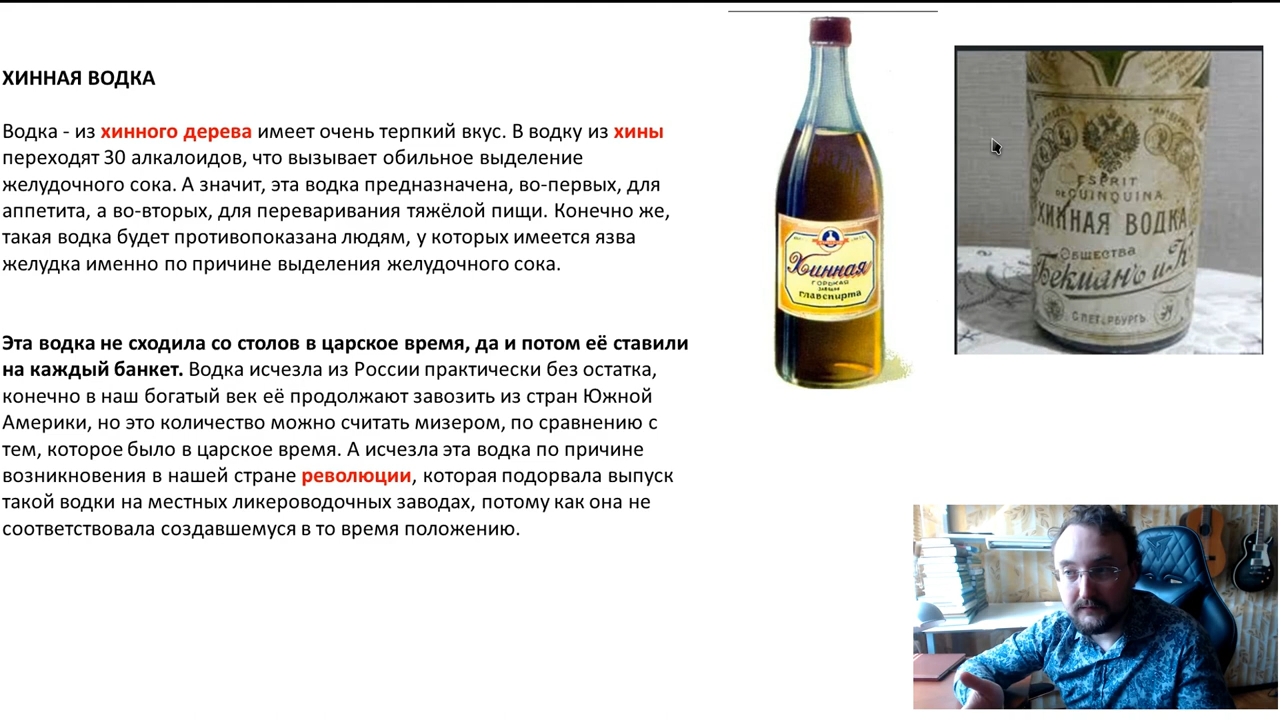 ХИННАЯ ВОДКА
Водка - из хинного дерева имеет очень терпкий вкус. В водку из хины
переходят 30 алкалоидов, что вызывает обильное выделение
желудочного сока. А значит, эта водка предназначена, во-первых, для
аппетита, а во-вторых, для переваривания тяжёлой пищи. Конечно же,
такая водка будет противопоказана людям, у которых имеется язва
желудка именно по причине выделения желудочного сока.
Эта водка не сходила со столов в царское время, да и потом её ставили
на каждый банкет. Водка исчезла из России практически без остатка,
конечно в наш богатый век её продолжают завозить из стран Южной
Америки, но это количество можно считать мизером, по сравнению с
тем, которое было в царское время. А исчезла эта водка по причине
возникновения в нашей стране революции, которая подорвала выпуск
такой водки на местных ликероводочных заводах, потому как она не
соответствовала создавшемуся в то время положению.
Хинная
ГОРЬКАЯ
ЗАВОДА
ГЛАВСПИРТА
ESPRIT
DE QUINQUINA
ХИННАЯ ВОДКА
ОБЩЕСТВА
Бекманъ и К
С ПЕТЕРБУРГЪ